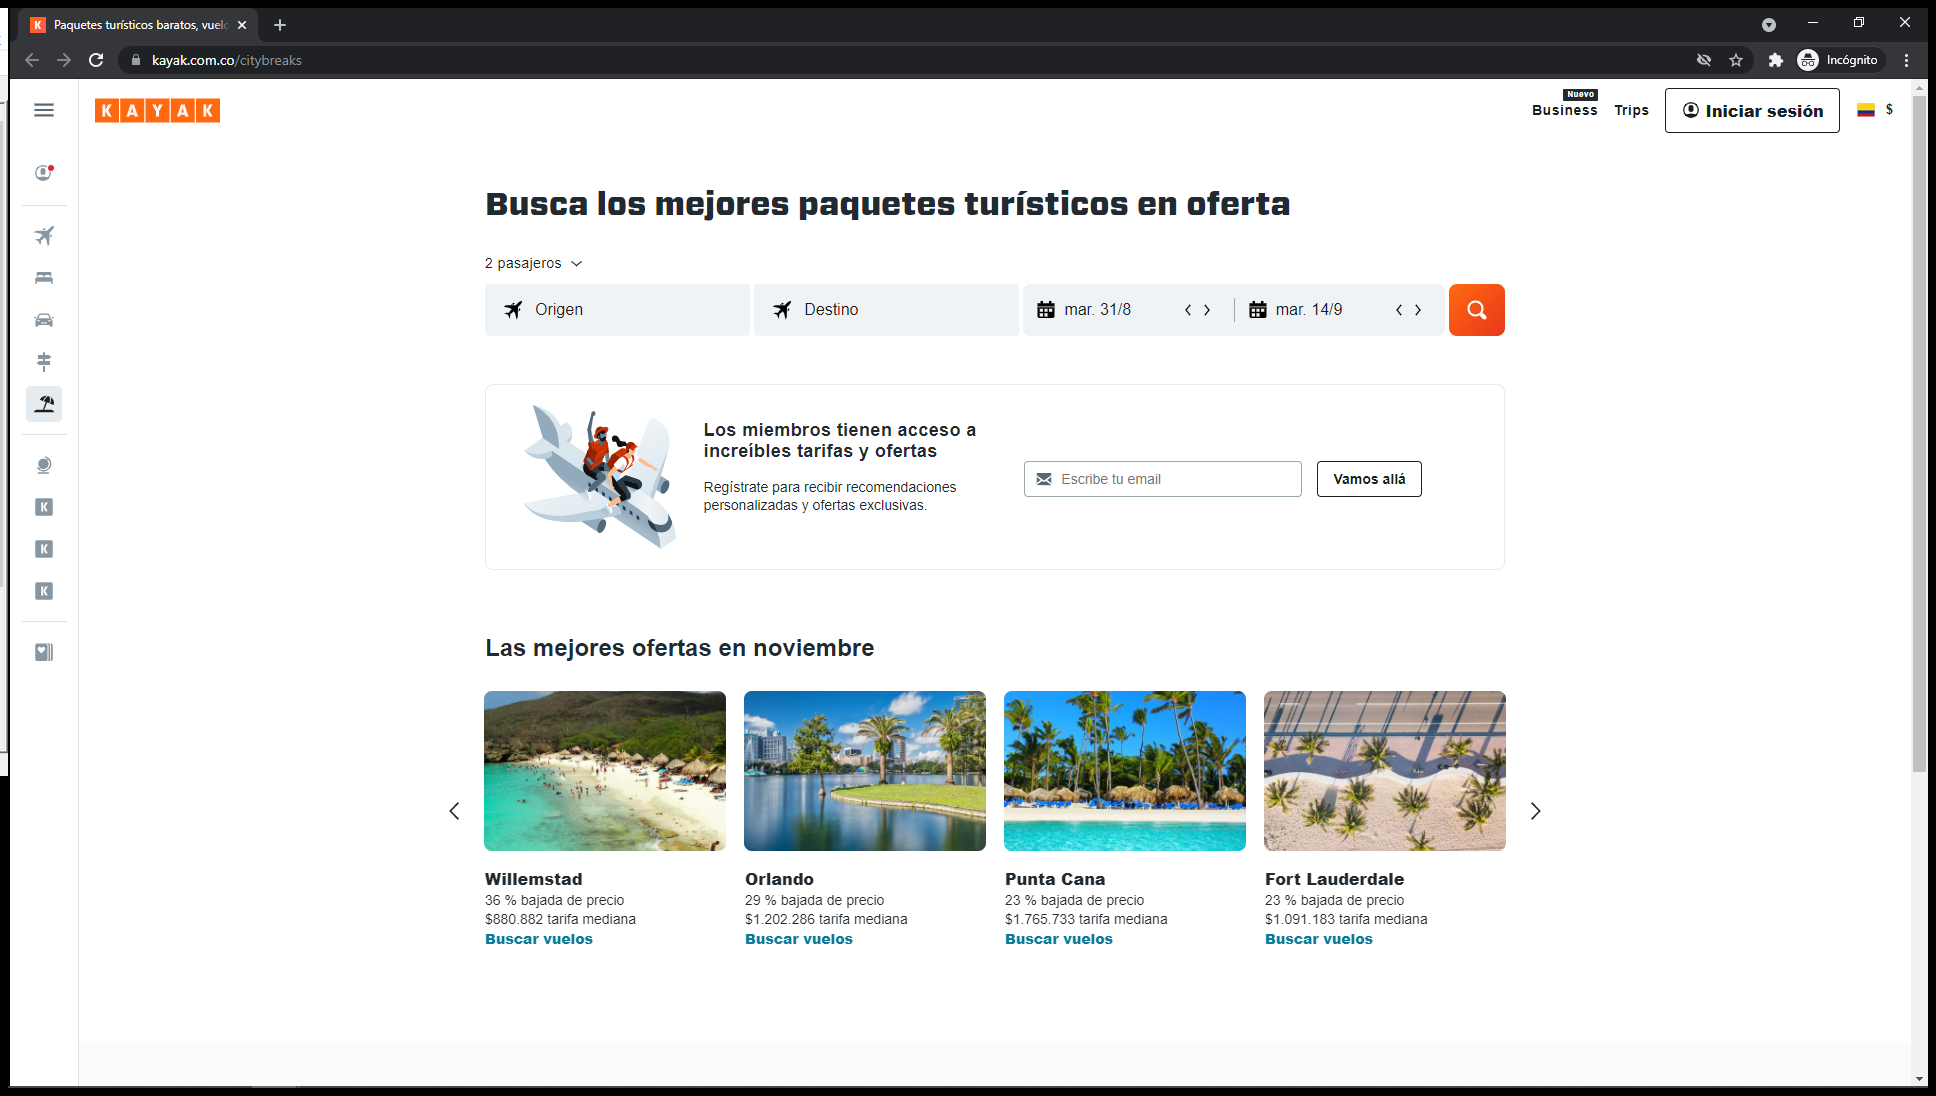 Paquetes turísticos baratos, vuel
kayak.com.co/citybreaks
Incógnito
KAYAK
Nuevo
Business
Trips
Iniciar sesión
$
Busca los mejores paquetes turísticos en oferta
2 pasajeros
Origen
Destino
mar. 31/8
mar. 14/9
Los miembros tienen acceso a
increíbles tarifas y ofertas
Regístrate para recibir recomendaciones
personalizadas y ofertas exclusivas.
Escribe tu email
Vamos allá
K
K
K
Las mejores ofertas en noviembre
Willemstad
36 % bajada de precio
$880.882 tarifa mediana
Buscar vuelos
Orlando
29 % bajada de precio
$1.202.286 tarifa mediana
Buscar vuelos
Punta Cana
23 % bajada de precio
$1.765.733 tarifa mediana
Buscar vuelos
Fort Lauderdale
23 % bajada de precio
$1.091.183 tarifa mediana
Buscar vuelos